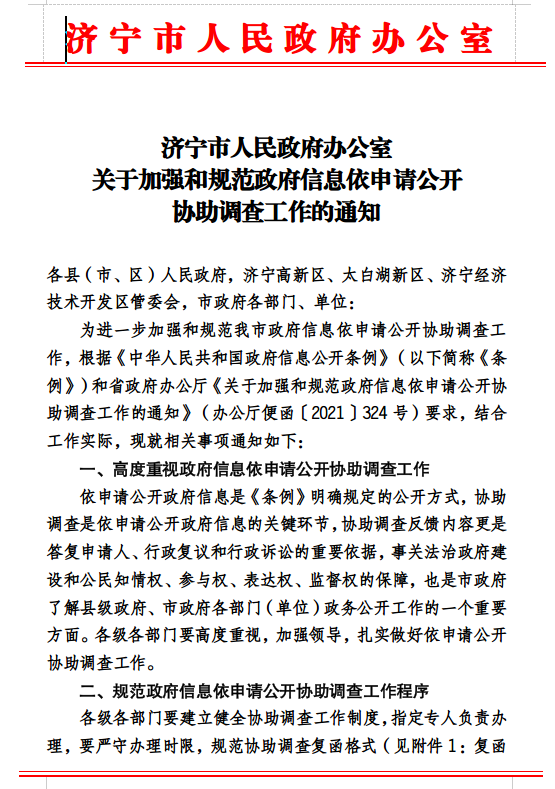 济宁市人民政府办公室
济宁市人民政府办公室
关于加强和规范政府信息依申请公开
协助调查工作的通知
各县（市、区）人民政府，济宁高新区、太白湖新区、济宁经济
技术开发区管委会，市政府各部门、单位：
为进一步加强和规范我市政府信息依申请公开协助调查工
作，根据《中华人民共和国政府信息公开条例》（以下简称《条
例》）和省政府办公厅《关于加强和规范政府信息依申请公开协
助调查工作的通知》（办公厅便函〔2021〕324 号）要求，结合
工作实际，现就相关事项通知如下：
一、高度重视政府信息依申请公开协助调查工作
依申请公开政府信息是《条例》明确规定的公开方式，协助
调查是依申请公开政府信息的关键环节，协助调查反馈内容更是
答复申请人、行政复议和行政诉讼的重要依据，事关法治政府建
设和公民知情权、参与权、表达权、监督权的保障，也是市政府
了解县级政府、市政府各部门（单位）政务公开工作的一个重要
方面。各级各部门要高度重视，加强领导，扎实做好依申请公开
协助调查工作。
二、规范政府信息依申请公开协助调查工作程序
各级各部门要建立健全协助调查工作制度，指定专人负责办
理，要严守办理时限，规范协助调查复函格式（见附件 1：复函